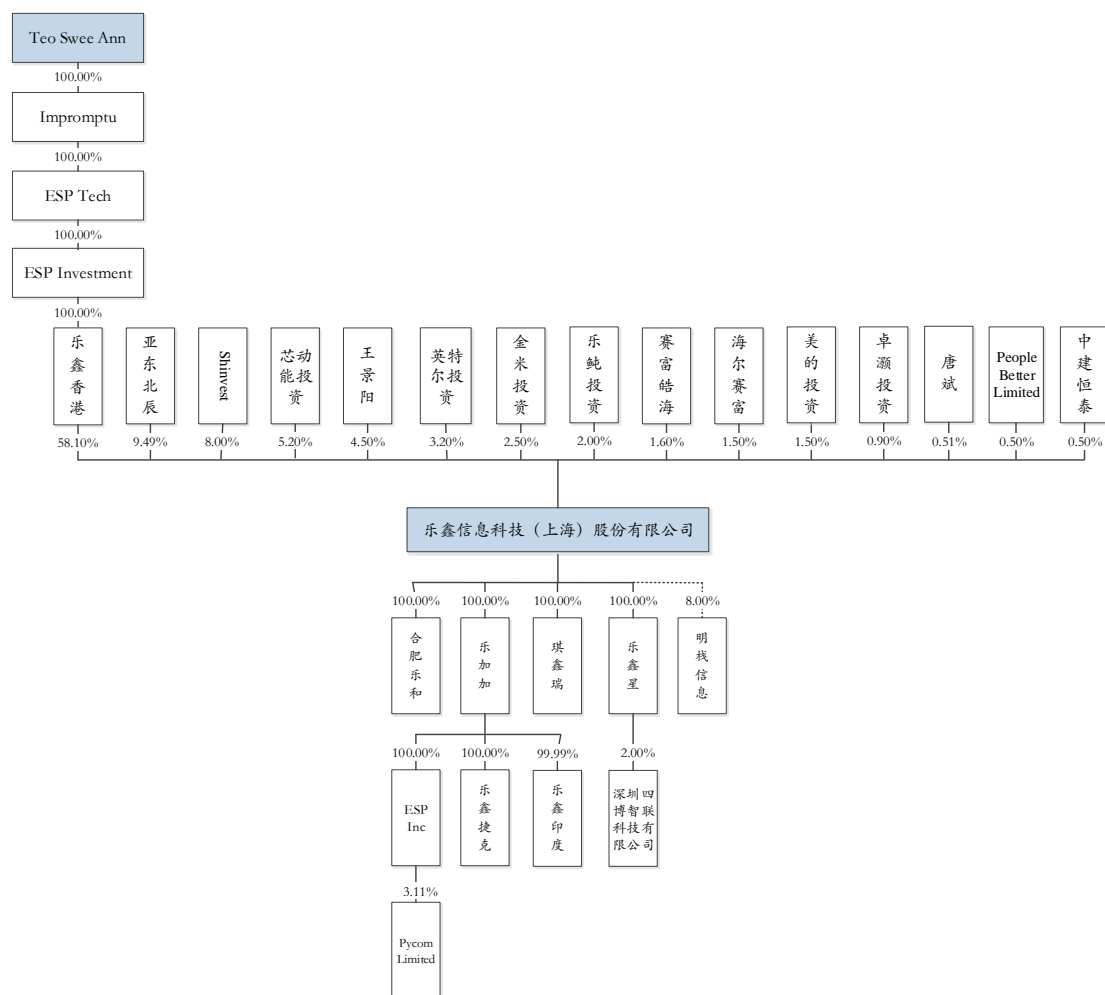 Teo Swee Ann
100.00%
Impromptu
100.00%
ESP Tech
100.00%
ESP Investment
100.00%
乐鑫香港
亚东北辰
Shinvest
芯动能投资
王景阳
英特尔投资
金米投资
乐鲀投资
赛富皓海
海尔赛富
美的投资
卓灏投资
唐斌
People
Better
Limited
中建恒泰
58.10%
9.49%
8.00%
5.20%
4.50%
3.20%
2.50%
2.00%
1.60%
1.50%
1.50%
0.90%
0.51%
0.50%
0.50%
乐鑫信息科技（上海）股份有限公司
100.00%
100.00%
100.00%
100.00%
8.00%
合肥乐和
乐加加
琪鑫瑞
乐鑫星
明栈信息
100.00%
100.00%
99.99%
2.00%
ESP
Inc
乐鑫捷克
乐鑫印度
深圳四
博智联
科技有
限公司
3.11%
Pycom
Limited